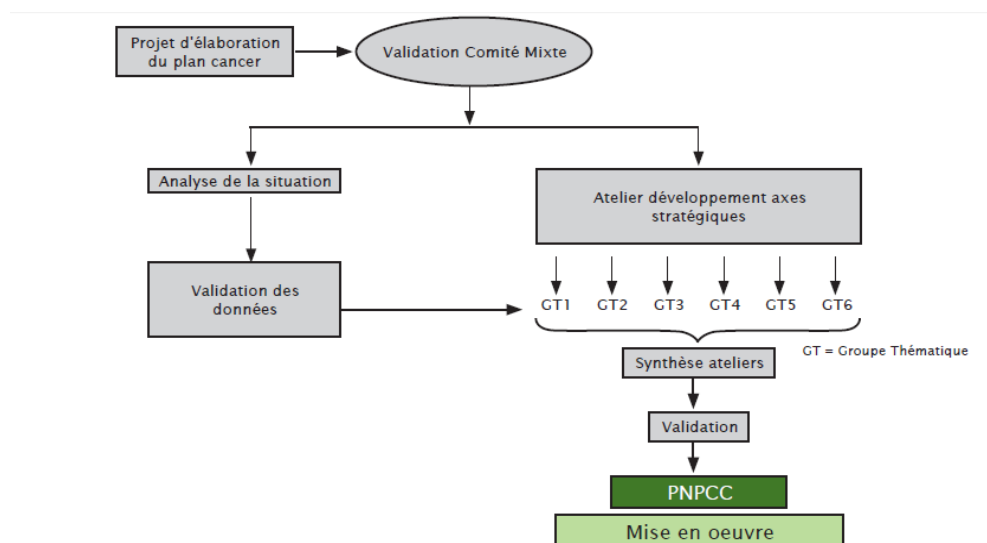 Projet d'élaboration
du plan cancer
Validation Comité Mixte
Analyse de la situation
Atelier développement axes
stratégiques
Validation des
données
GT1 GT2 GT3 GT4 GT5 GT6
GT = Groupe Thématique
Synthèse ateliers
Validation
PNPCC
Mise en oeuvre